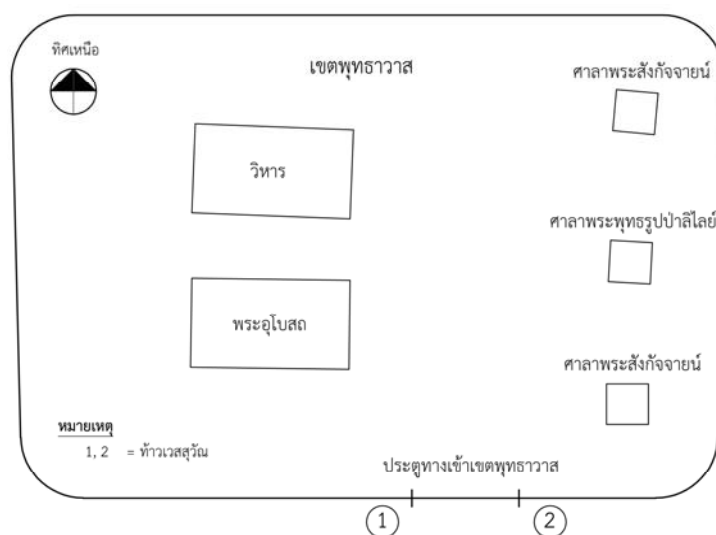 ทิศเหนือ
เขตพุทธาวาส
ศาลาพระสังกัจจายน์
วิหาร
ศาลาพระพุทธรูปป่าลิไลย์
พระอุโบสถ
ศาลาพระสังกัจจายน์
หมายเหตุ
1, 2 = ท้าวเวสสุวัณ
ประตูทางเข้าเขตพุทธาวาส
1 2